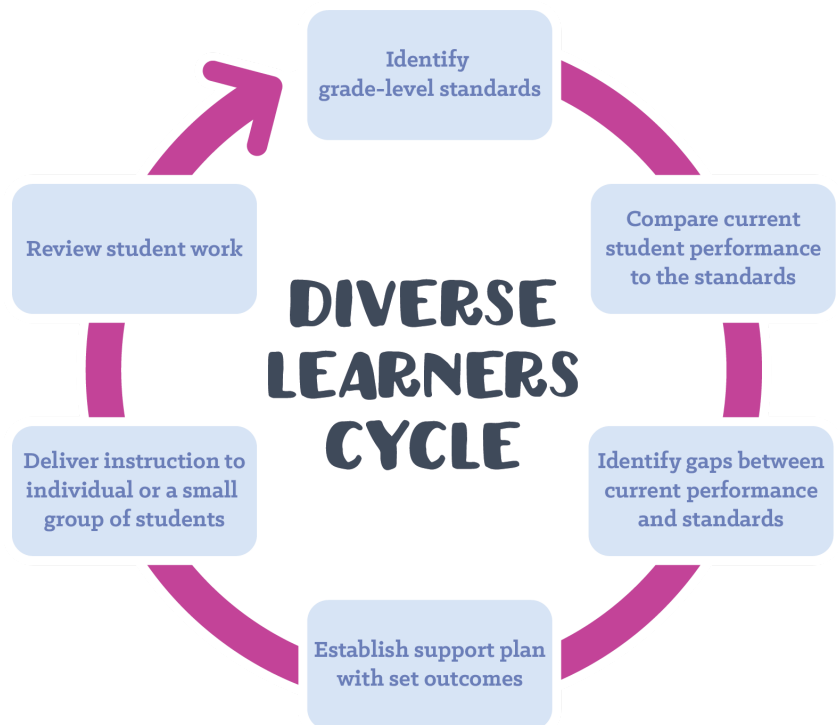 Identify
grade-level standards
Compare current
student performance
to the standards
Identify gaps between
current performance
and standards
Establish support plan
with set outcomes
Deliver instruction to
individual or a small
group of students
Review student work
DIVERSE
LEARNERS
CYCLE